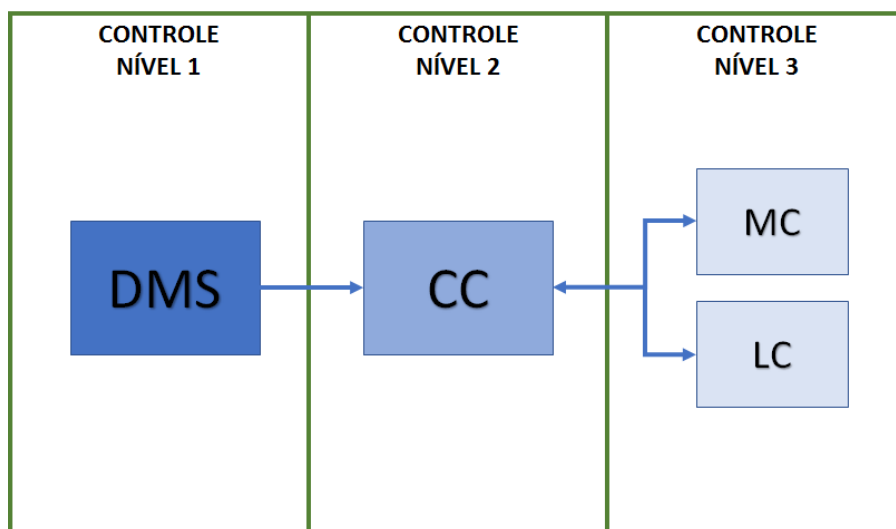 CONTROLE
NÍVEL 1
CONTROLE
NÍVEL 2
CONTROLE
NÍVEL 3
DMS
CC
MC
LC